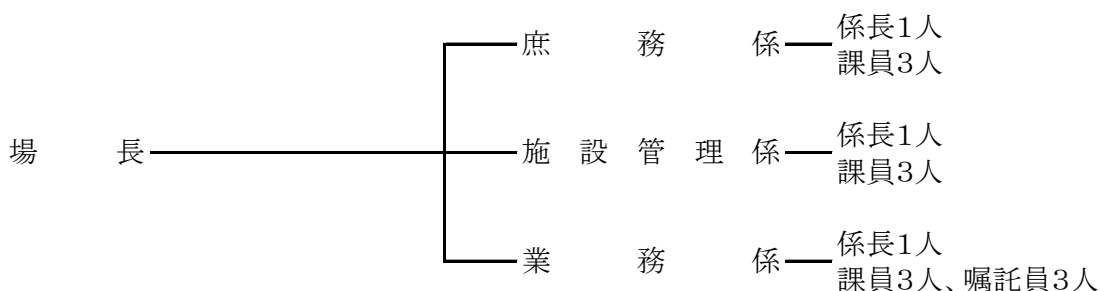 庶務係
係長1人
課員3人
場長
施設管理係
係長1人
課員3人
業務係
係長1人
課員3人、嘱託員3人